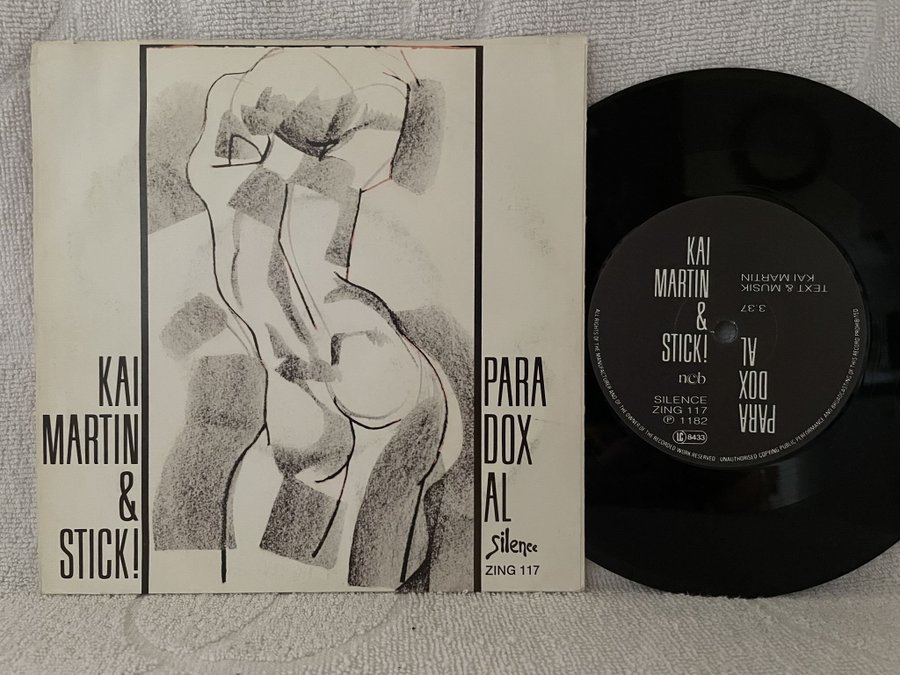 KAI
MARTIN
&
STICK!
PARA
DOX
AL
silence
ZING 117
KAI
MARTIN
&
STICK!
ncb
SILENCE
ZING 117
Ⓟ 1182
LC 8433
TEXT & MUSIK
KAI MARTIN
3.37
PARA
DOX
AL
ALL RIGHTS OF THE MANUFACTURER AND OF THE OWNER OF THE RECORDED WORK RESERVED UNAUTHORISED COPYING PUBLIC PERFORMANCE AND BROADCASTING OF THIS RECORD PROHIBITED